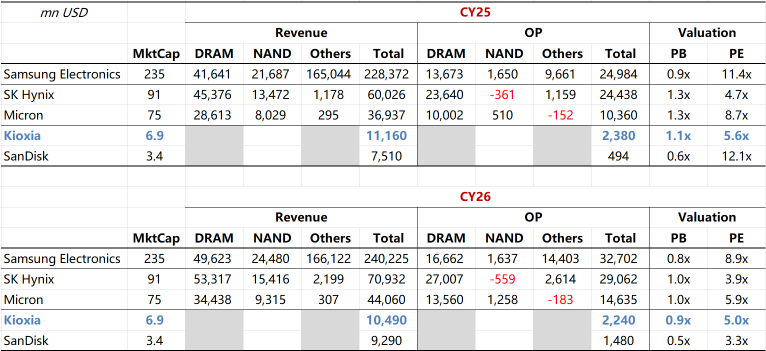 mn USD CY25
Revenue OP Valuation
MktCap DRAM NAND Others Total DRAM NAND Others Total PB PE
Samsung Electronics 235 41,641 21,687 165,044 228,372 13,673 1,650 9,661 24,984 0.9x 11.4x
SK Hynix 91 45,376 13,472 1,178 60,026 23,640 -361 1,159 24,438 1.3x 4.7x
Micron 75 28,613 8,029 295 36,937 10,002 510 -152 10,360 1.3x 8.7x
Kioxia 6.9 11,160 2,380 1.1x 5.6x
SanDisk 3.4 7,510 494 0.6x 12.1x
CY26
Revenue OP Valuation
MktCap DRAM NAND Others Total DRAM NAND Others Total PB PE
Samsung Electronics 235 49,623 24,480 166,122 240,225 16,662 1,637 14,403 32,702 0.8x 8.9x
SK Hynix 91 53,317 15,416 2,199 70,932 27,007 -559 2,614 29,062 1.0x 3.9x
Micron 75 34,438 9,315 307 44,060 13,560 1,258 -183 14,635 1.0x 5.9x
Kioxia 6.9 10,490 2,240 0.9x 5.0x
SanDisk 3.4 9,290 1,480 0.5x 3.3x